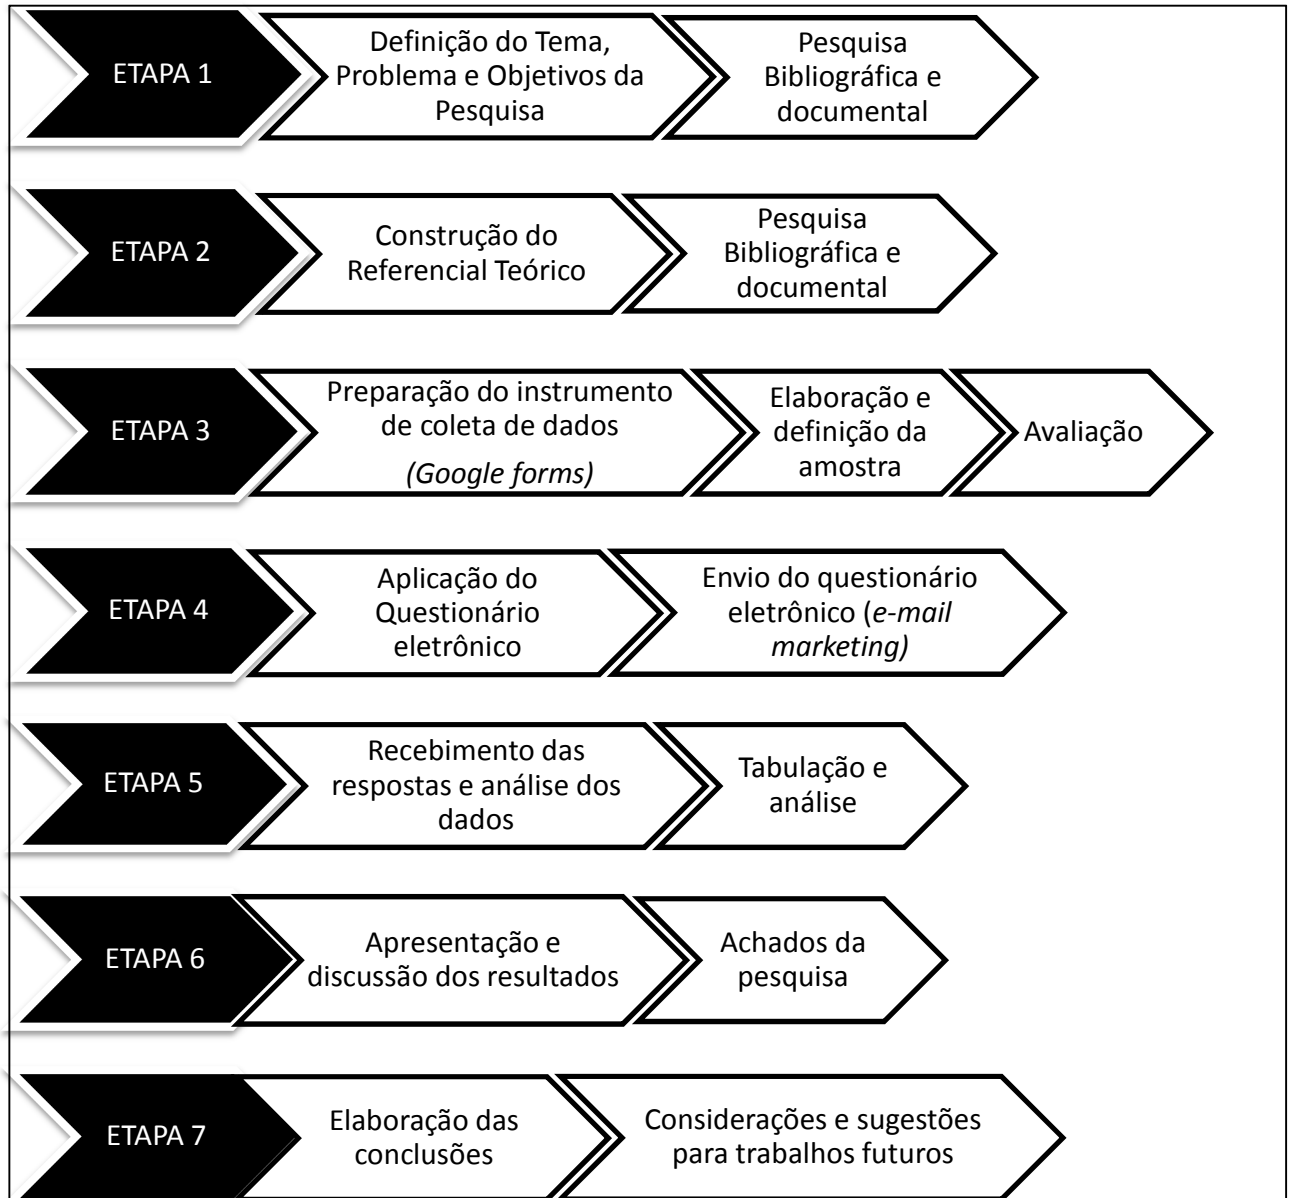 ETAPA 1
Definição do Tema,
Problema e Objetivos da
Pesquisa
Pesquisa
Bibliográfica e
documental
ETAPA 2
Construção do
Referencial Teórico
Pesquisa
Bibliográfica e
documental
ETAPA 3
Preparação do instrumento
de coleta de dados
(Google forms)
Elaboração e
definição da
amostra
Avaliação
ETAPA 4
Aplicação do
Questionário
eletrônico
Envio do questionário
eletrônico (e-mail
marketing)
ETAPA 5
Recebimento das
respostas e análise dos
dados
Tabulação e
análise
ETAPA 6
Apresentação e
discussão dos resultados
Achados da
pesquisa
ETAPA 7
Elaboração das
conclusões
Considerações e sugestões
para trabalhos futuros